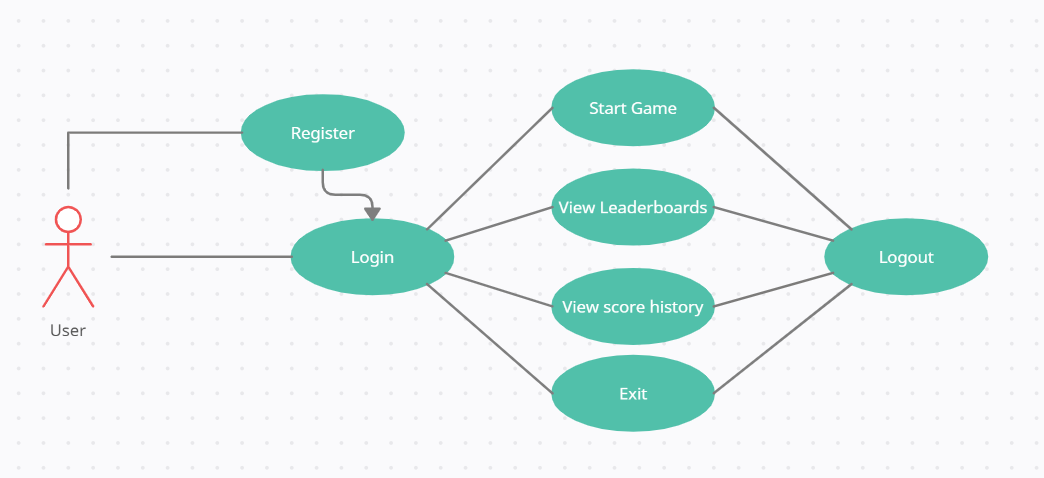 Register
Login
User
Start Game
View Leaderboards
View score history
Exit
Logout